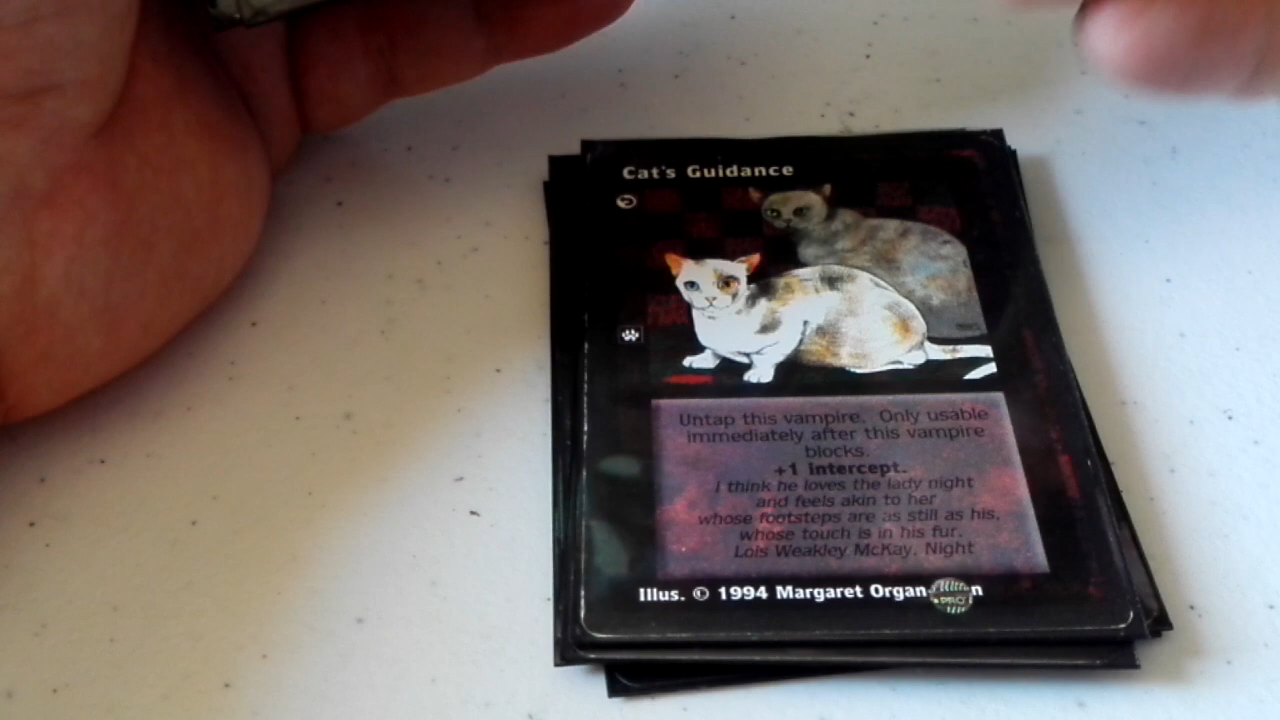 Cat's Guidance
Untap this vampire. Only usable
immediately after this vampire
blocks.
+1 intercept.
I think he loves the lady night
and feels akin to her
whose footsteps are as still as his,
whose touch is in his fur.
Lois Weakley McKay, Night
Illus. © 1994 Margaret Organ- n
PRO